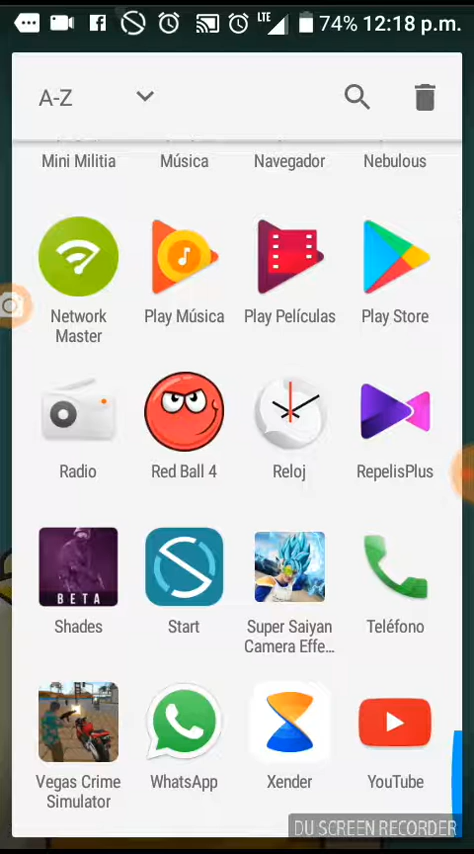 LTE 74% 12:18 p.m.
A-Z
Mini Militia Música Navegador Nebulous
Network Master Play Música Play Películas Play Store
Radio Red Ball 4 Reloj RepelisPlus
BETA
Shades Start Super Saiyan Camera Effe... Teléfono
Vegas Crime Simulator WhatsApp Xender YouTube
DU SCREEN RECORDER